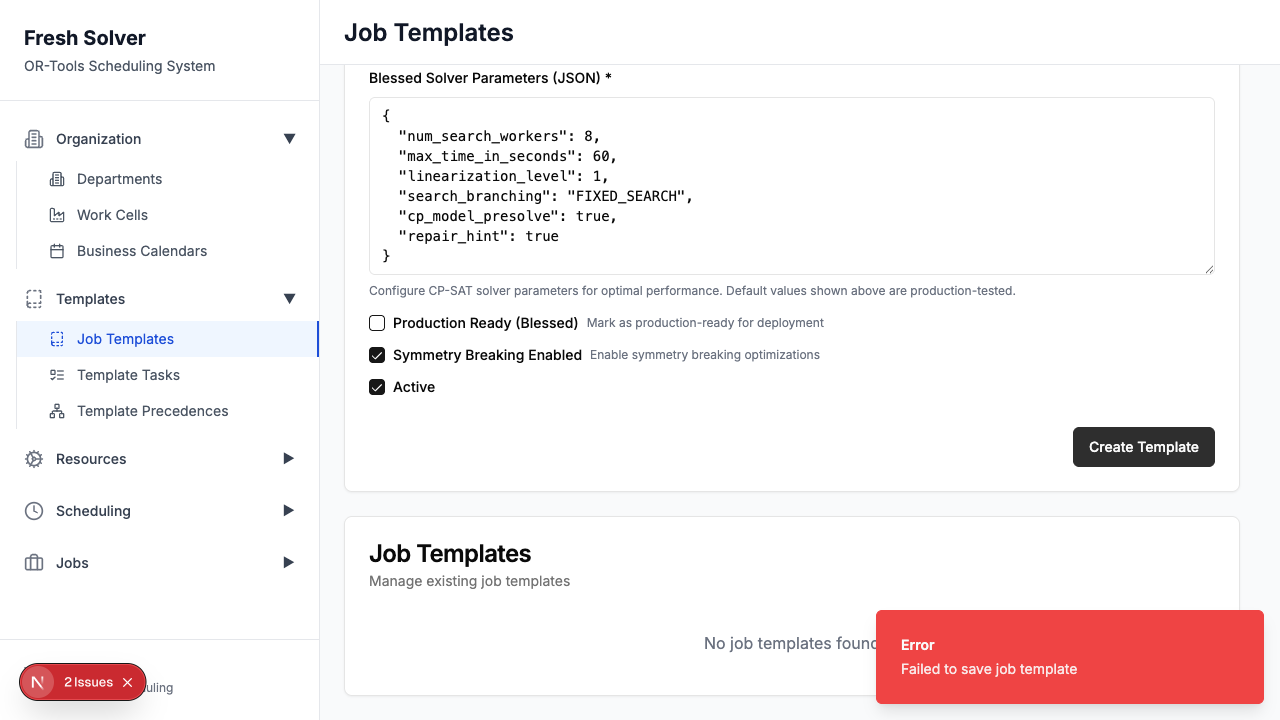 Fresh Solver
OR-Tools Scheduling System
Organization
Departments
Work Cells
Business Calendars
Templates
Job Templates
Template Tasks
Template Precedences
Resources
Scheduling
Jobs
N
2 Issues
uling
Job Templates
Blessed Solver Parameters (JSON) *
{
  "num_search_workers": 8,
  "max_time_in_seconds": 60,
  "linearization_level": 1,
  "search_branching": "FIXED_SEARCH",
  "cp_model_presolve": true,
  "repair_hint": true
}
Configure CP-SAT solver parameters for optimal performance. Default values shown above are production-tested.
Production Ready (Blessed) Mark as production-ready for deployment
Symmetry Breaking Enabled Enable symmetry breaking optimizations
Active
Create Template
Job Templates
Manage existing job templates
No job templates found
Error
Failed to save job template